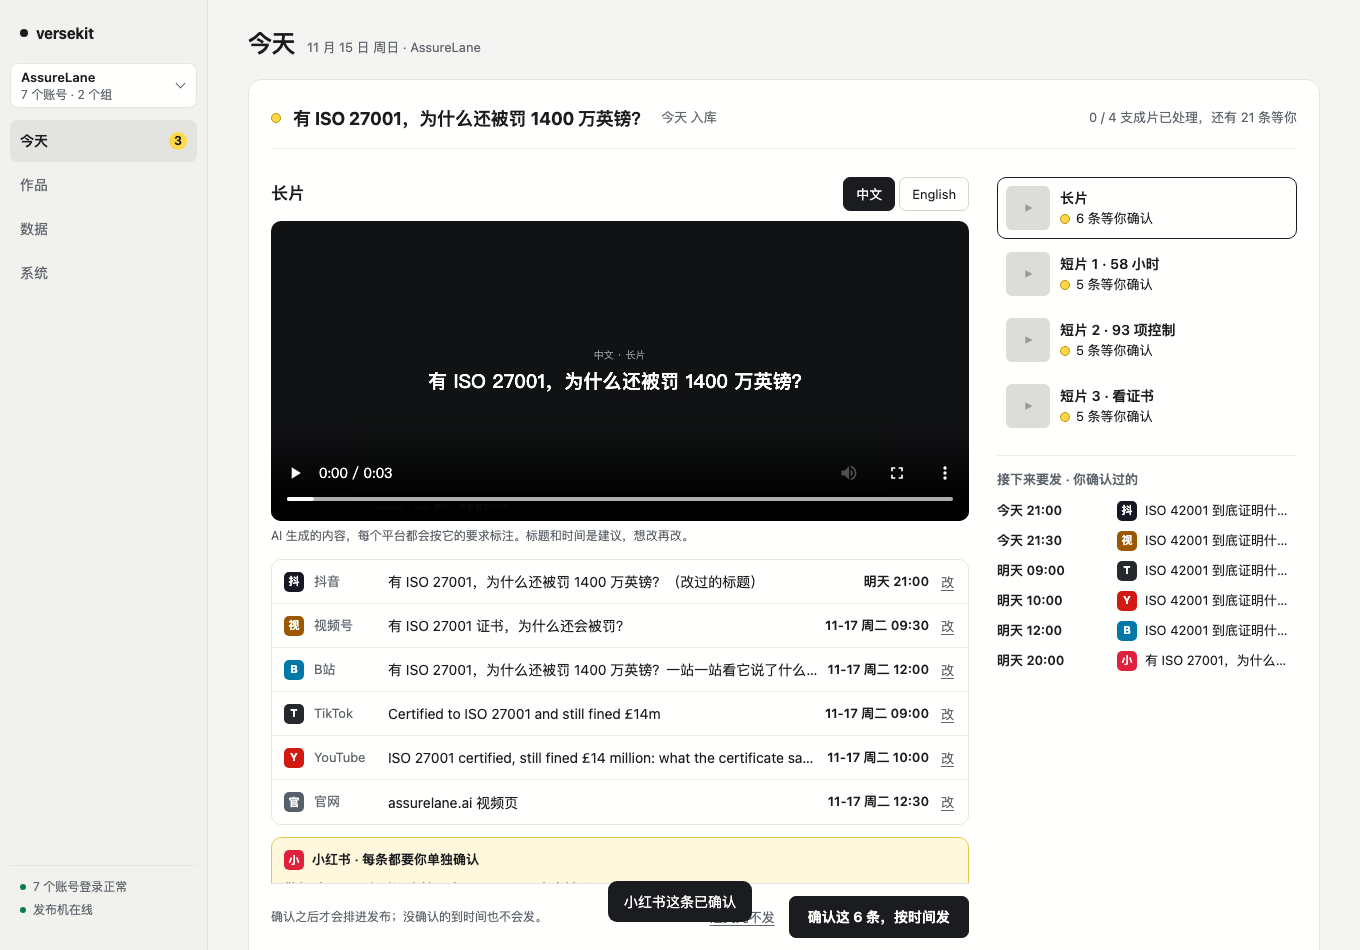 versekit
AssureLane
7 个账号 · 2 个组
今天
3
作品
数据
系统
7 个账号登录正常
发布机在线
今天 11 月 15 日 周日 · AssureLane
有 ISO 27001，为什么还被罚 1400 万英镑？ 今天 入库
0 / 4 支成片已处理，还有 21 条等你
长片
中文 English
中文 · 长片
有 ISO 27001，为什么还被罚 1400 万英镑？
0:00 / 0:03
AI 生成的内容，每个平台都会按它的要求标注。标题和时间是建议，想改再改。
抖 抖音 有 ISO 27001，为什么还被罚 1400 万英镑？（改过的标题） 明天 21:00 改
视 视频号 有 ISO 27001 证书，为什么还会被罚？ 11-17 周二 09:30 改
B B站 有 ISO 27001，为什么还被罚 1400 万英镑？一站一站看它说了什么... 11-17 周二 12:00 改
T TikTok Certified to ISO 27001 and still fined £14m 11-17 周二 09:00 改
Y YouTube ISO 27001 certified, still fined £14 million: what the certificate sa... 11-17 周二 10:00 改
官 官网 assurelane.ai 视频页 11-17 周二 12:30 改
小 小红书 · 每条都要你单独确认
确认之后才会排进发布；没确认的到时间也不会发。
小红书这条已确认
不发
确认这 6 条，按时间发
长片
6 条等你确认
短片 1 · 58 小时
5 条等你确认
短片 2 · 93 项控制
5 条等你确认
短片 3 · 看证书
5 条等你确认
接下来要发 · 你确认过的
今天 21:00 抖 ISO 42001 到底证明什...
今天 21:30 视 ISO 42001 到底证明什...
明天 09:00 T ISO 42001 到底证明什...
明天 10:00 Y ISO 42001 到底证明什...
明天 12:00 B ISO 42001 到底证明什...
明天 20:00 小 有 ISO 27001，为什么...